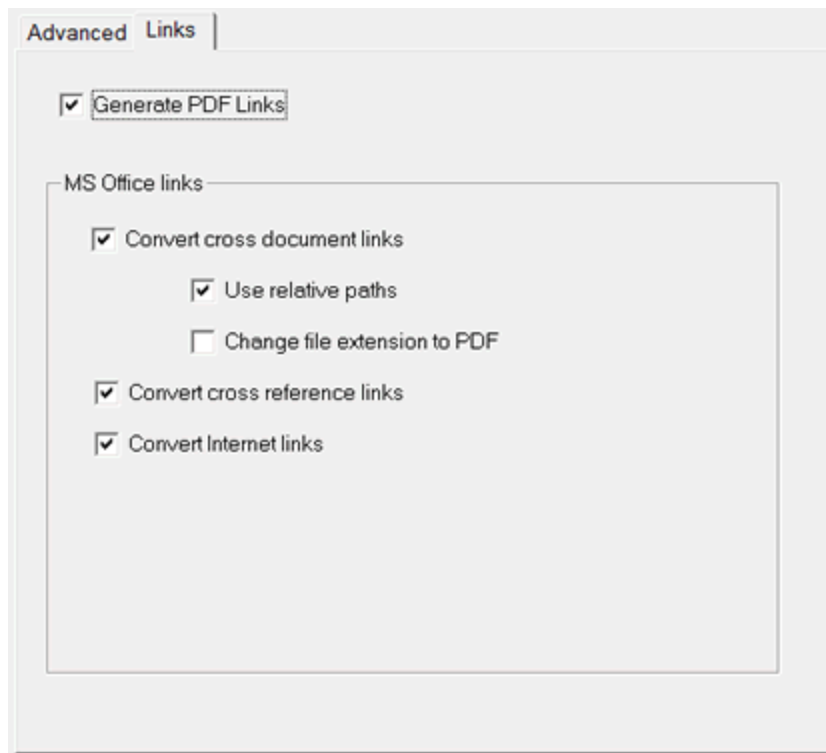 Advanced Links
Generate PDF Links
MS Office links
Convert cross document links
Use relative paths
Change file extension to PDF
Convert cross reference links
Convert Internet links